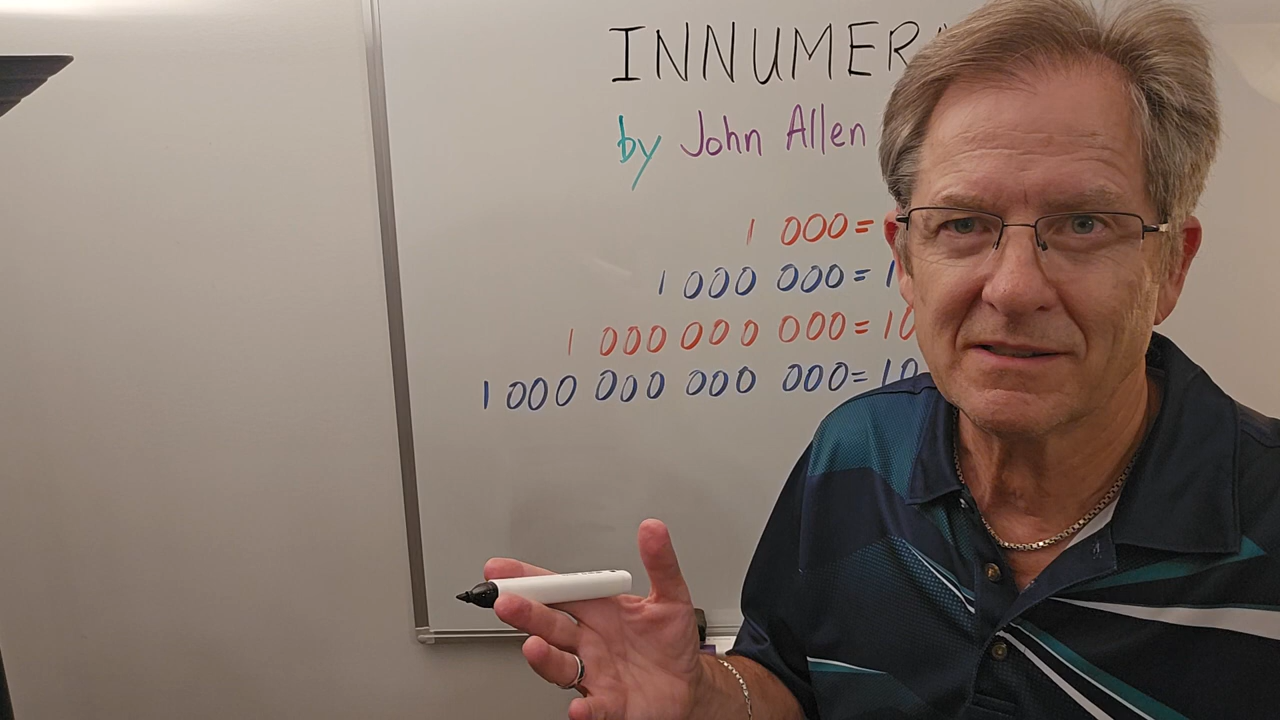 INNUMER
by John Allen
1 000=
1 000 000=1
1 000 000 000=10
1 000 000 000 000=10